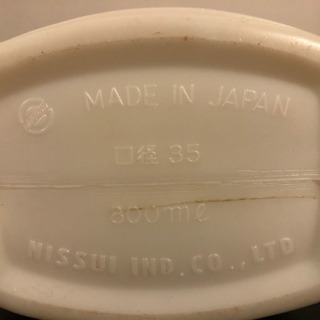 MADE IN JAPAN
口径 35
800ml
NISSUI IND.CO.,LTD